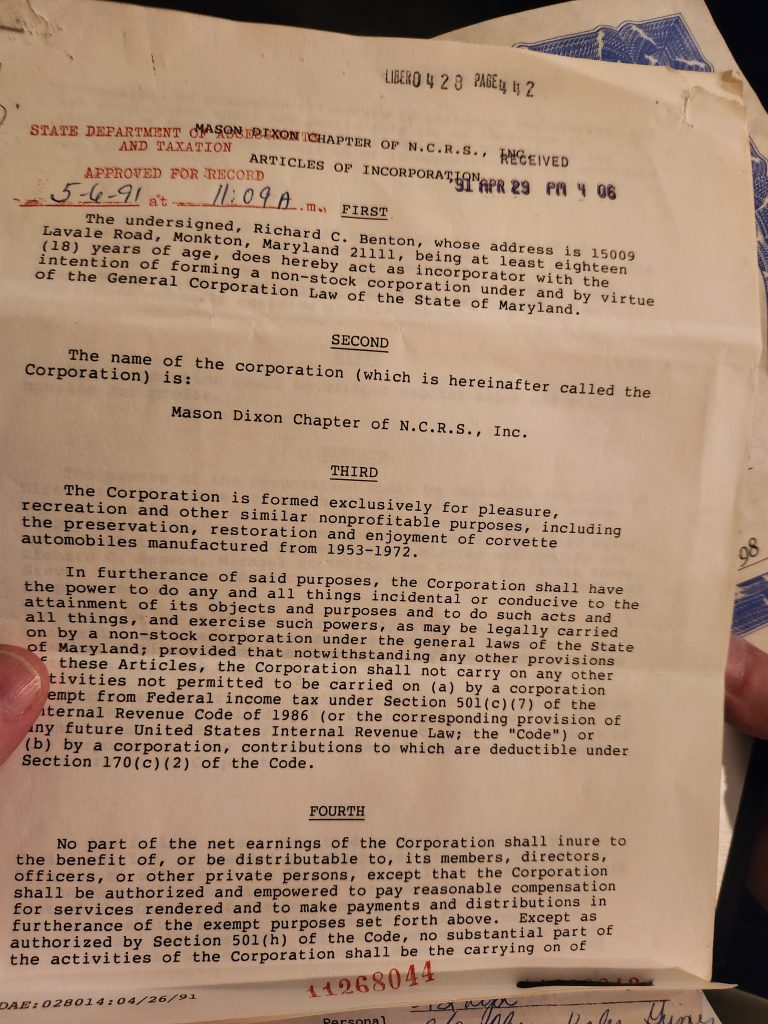 LIBER0 4 2 8 PAGE4 4 2
STATE DEPARTMENT OF ASSESSMENTS
AND TAXATION
APPROVED FOR RECORD
5-6-91 at 11:09 A .m.
MASON DIXON CHAPTER OF N.C.R.S., INC.
ARTICLES OF INCORPORATION
RECEIVED
'91 APR 29 PM 4 06
FIRST
The undersigned, Richard C. Benton, whose address is 15009
Lavale Road, Monkton, Maryland 21111, being at least eighteen
(18) years of age, does hereby act as incorporator with the
intention of forming a non-stock corporation under and by virtue
of the General Corporation Law of the State of Maryland.
SECOND
The name of the corporation (which is hereinafter called the
Corporation) is:
Mason Dixon Chapter of N.C.R.S., Inc.
THIRD
The Corporation is formed exclusively for pleasure,
recreation and other similar nonprofitable purposes, including
the preservation, restoration and enjoyment of corvette
automobiles manufactured from 1953-1972.
In furtherance of said purposes, the Corporation shall have
the power to do any and all things incidental or conducive to the
attainment of its objects and purposes and to do such acts and
all things, and exercise such powers, as may be legally carried
on by a non-stock corporation under the general laws of the State
of Maryland; provided that notwithstanding any other provisions
f these Articles, the Corporation shall not carry on any other
tivities not permitted to be carried on (a) by a corporation
empt from Federal income tax under Section 501(c)(7) of the
nternal Revenue Code of 1986 (or the corresponding provision of
any future United States Internal Revenue Law; the "Code") or
(b) by a corporation, contributions to which are deductible under
Section 170(c)(2) of the Code.
FOURTH
No part of the net earnings of the Corporation shall inure to
the benefit of, or be distributable to, its members, directors,
officers, or other private persons, except that the Corporation
shall be authorized and empowered to pay reasonable compensation
for services rendered and to make payments and distributions in
furtherance of the exempt purposes set forth above. Except as
authorized by Section 501(h) of the Code, no substantial part of
the activities of the Corporation shall be the carrying on of
11268044
DAE:028014:04/26/91
Personal
98